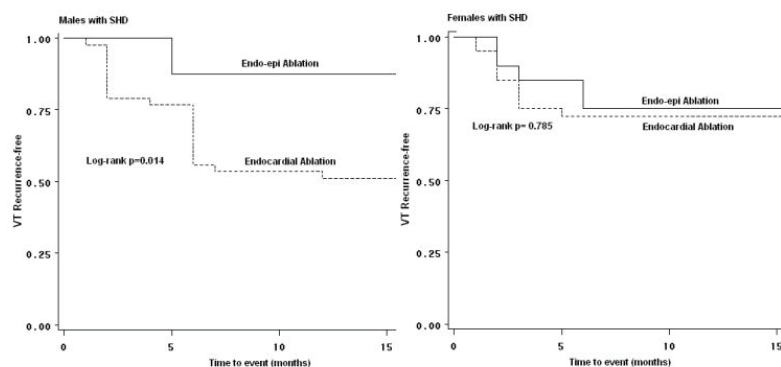 Males with SHD
1.00
0.75
0.50
0.25
0.00
VT Recurrence-free
Endo-epi Ablation
Log-rank p=0.014
Endocardial Ablation
0 5 10 15
Time to event (months)
Females with SHD
1.00
0.75
0.50
0.25
0.00
VT Recurrence-free
Endo-epi Ablation
Log-rank p= 0.785
Endocardial Ablation
0 5 10 15
Time to event (months)